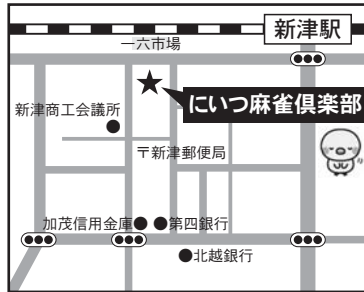 新津駅
一六市場
にいつ麻雀倶楽部
新津商工会議所
〒新津郵便局
加茂信用金庫
第四銀行
北越銀行